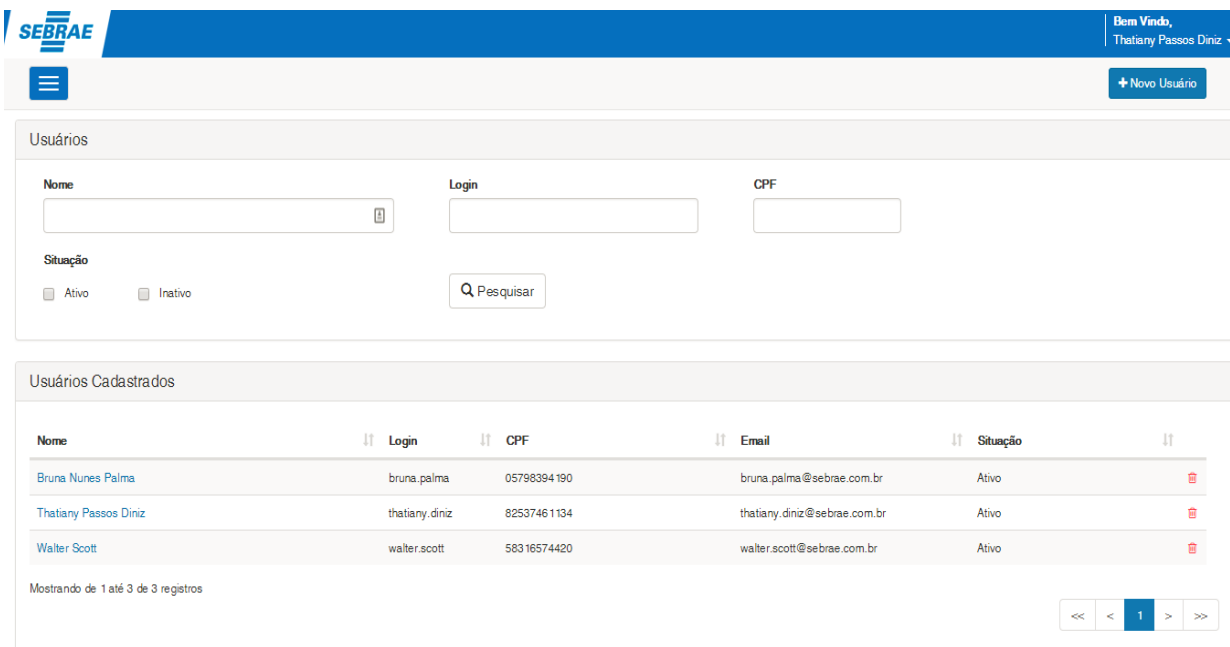 SEBRAE
Bem Vindo,
Thatiany Passos Diniz
Novo Usuário
Usuários
Nome Login CPF
Situação
Ativo Inativo Pesquisar
Usuários Cadastrados
Nome Login CPF Email Situação
Bruna Nunes Palma bruna.palma 05798394190 bruna.palma@sebrae.com.br Ativo
Thatiany Passos Diniz thatiany.diniz 82537461134 thatiany.diniz@sebrae.com.br Ativo
Walter Scott walter.scott 58316574420 walter.scott@sebrae.com.br Ativo
Mostrando de 1 até 3 de 3 registros
<< < 1 > >>